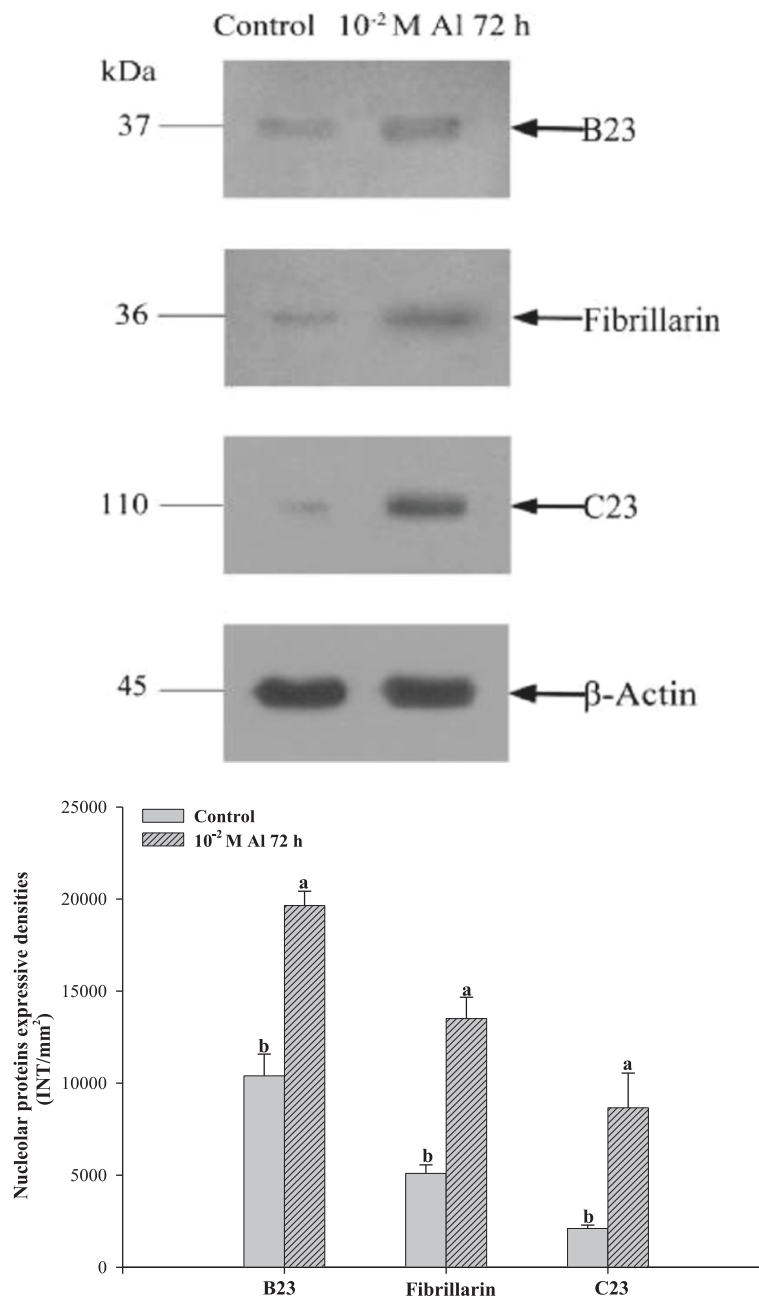 Control 10⁻² M Al 72 h
kDa
37 B23
36 Fibrillarin
110 C23
45 β-Actin
25000
20000
15000
10000
5000
0
Nucleolar proteins expressive densities
(INT/mm²)
Control
10⁻² M Al 72 h
b a
b a
b a
B23 Fibrillarin C23